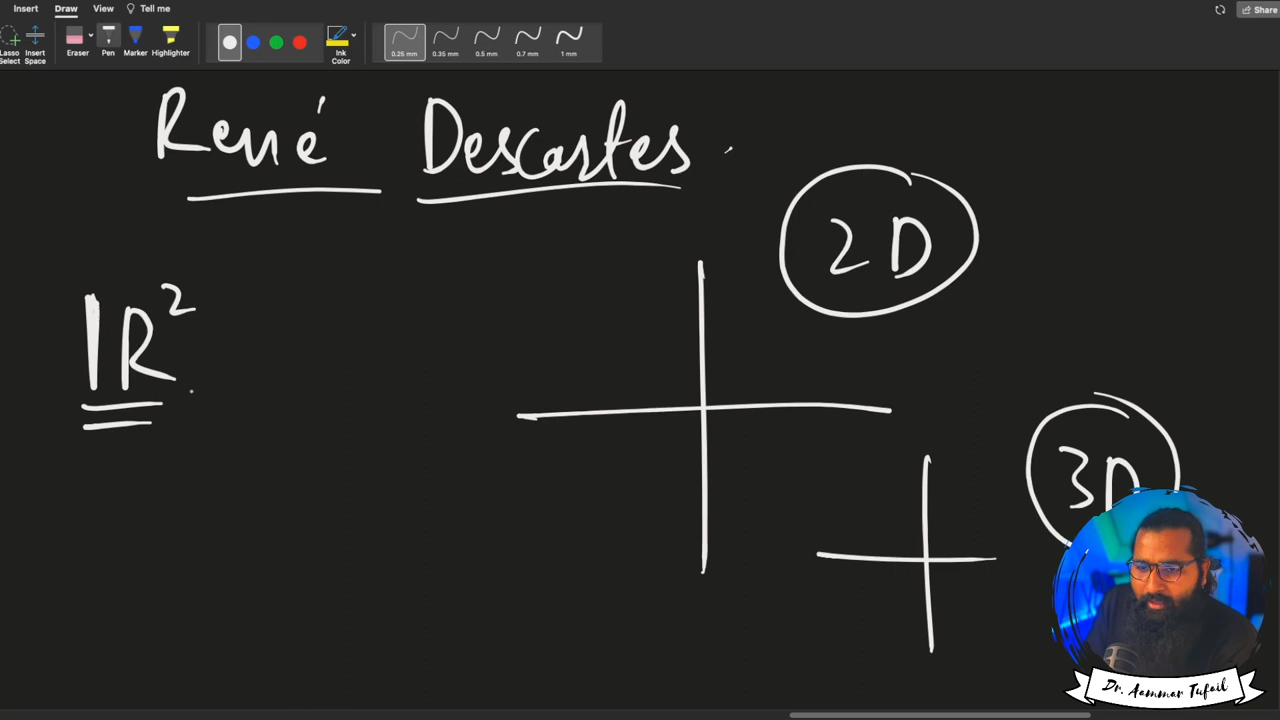 Insert Draw View Tell me Share
Lasso Select Insert Space Eraser Pen Marker Highlighter Ink Color 0.25 mm 0.35 mm 0.5 mm 0.7 mm 1 mm
René Descartes
2D
IR²
3D
Dr. Aammar Tufail